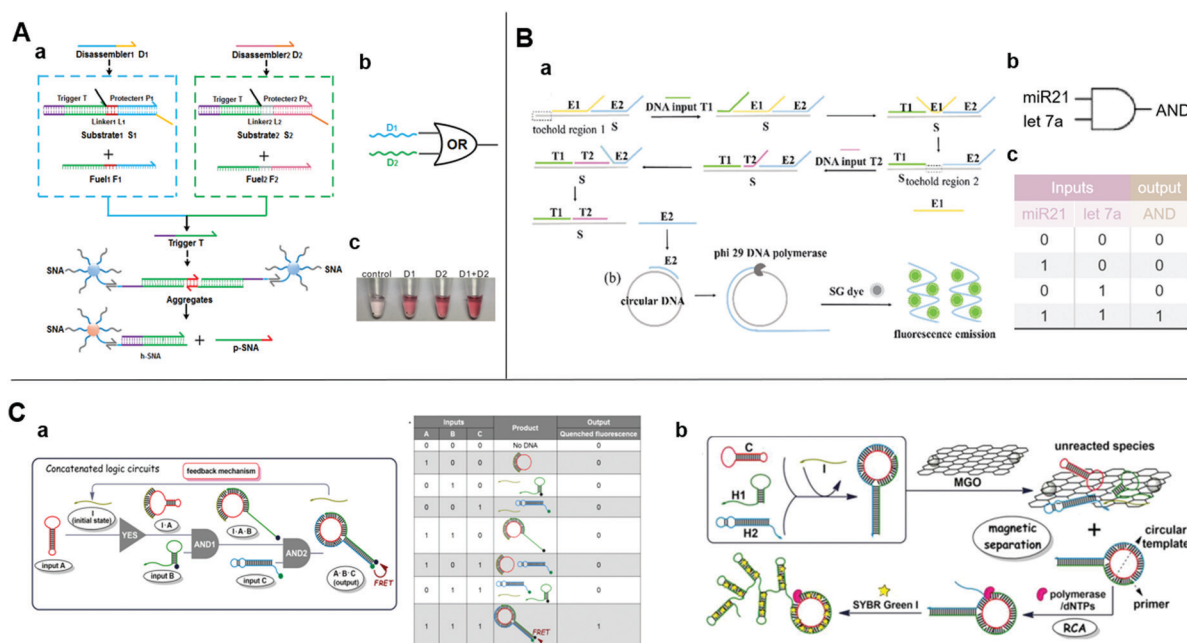 A
a
Disassembler1 D1
Disassembler2 D2
Trigger T
Protecter1 P1
Linker1 L1
Substrate1 S1
+
Fuel1 F1
Trigger T
Protecter2 P2
Linker2 L2
Substrate2 S2
+
Fuel2 F2
Trigger T
SNA
SNA
Aggregates
SNA
h-SNA
+
p-SNA
b
D1
D2
OR
c
control D1 D2 D1+D2
B
a
E1 E2
toehold region 1
S
DNA input T1
E1 E2
S
T1 E1 E2
S
T1 T2 E2
S
T1 T2 E2
S
DNA input T2
T1 E2
S
toehold region 2
E1
T1 T2
S
E2
(b)
E2
circular DNA
phi 29 DNA polymerase
SG dye
fluorescence emission
b
miR21
let 7a
AND
c
Inputs output
miR21 let 7a AND
0 0 0
1 0 0
0 1 0
1 1 1
C
a
Concatenated logic circuits
feedback mechanism
I
(initial state)
I·A
I·A·B
YES
AND1
AND2
input A
input B
input C
A·B·C
(output)
FRET
Inputs Product Output
A B C Quenched fluorescence
0 0 0 No DNA 0
1 0 0 0
0 1 0 0
0 0 1 0
1 1 0 0
1 0 1 0
0 1 1 0
1 1 1 FRET 1
b
C
I
H1
H2
MGO
unreacted species
magnetic
separation
+
circular
template
primer
polymerase
/dNTPs
RCA
SYBR Green I